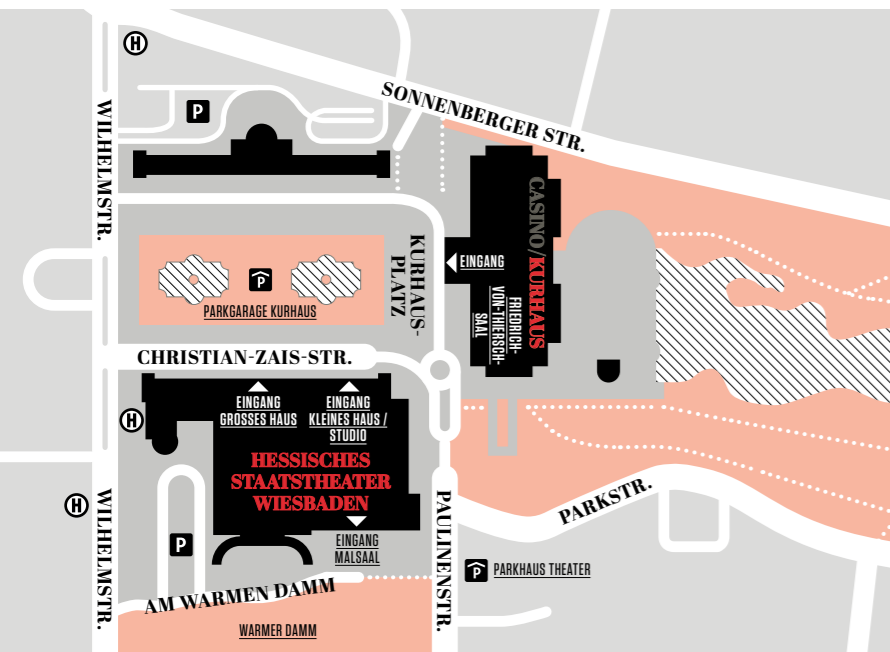 H
P
SONNENBERGER STR.
WILHELMSTR.
CASINO/KURHAUS
KURHAUS-
PLATZ
EINGANG
FRIEDRICH-
VON-THIERSCH-
SAAL
P
PARKGARAGE KURHAUS
CHRISTIAN-ZAIS-STR.
EINGANG
GROSSES HAUS
EINGANG
KLEINES HAUS /
STUDIO
H
HESSISCHES
STAATSTHEATER
WIESBADEN
H
WILHELMSTR.
P
EINGANG
MALSAAL
PAULINENSTR.
PARKSTR.
P
PARKHAUS THEATER
AM WARMEN DAMM
WARMER DAMM